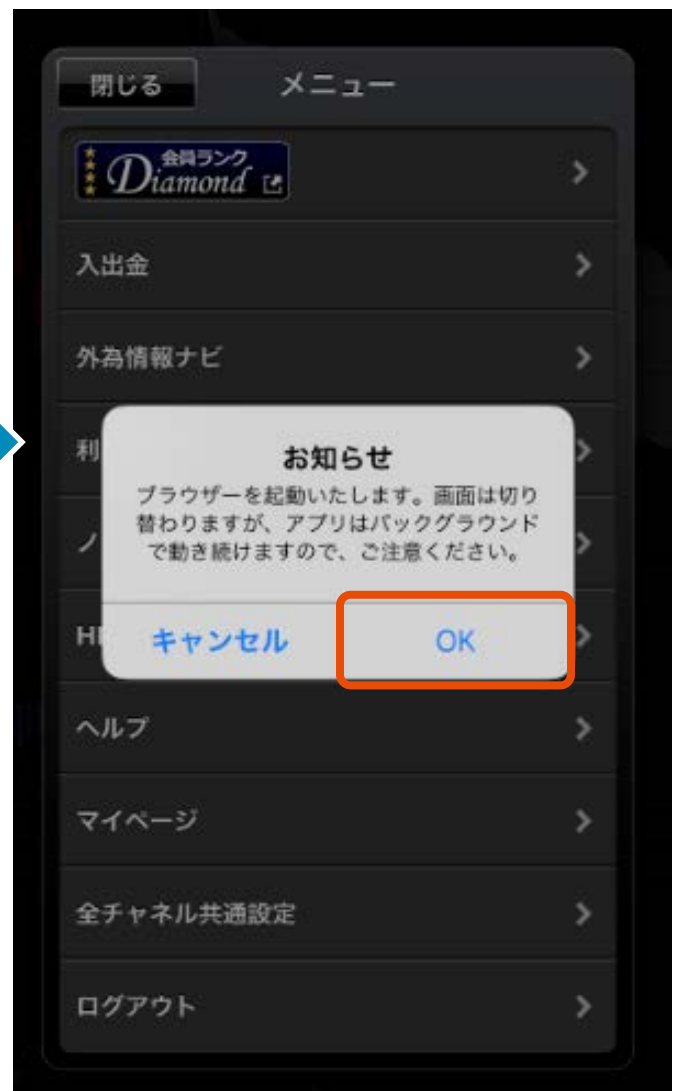 閉じる
メニュー
会員ランク
Diamond
入出金
外為情報ナビ
利
お知らせ
ブラウザーを起動いたします。画面は切り
替わりますが、アプリはバックグラウンド
で動き続けますので、ご注意ください。
ノ
キャンセル
OK
ヘルプ
マイページ
全チャネル共通設定
ログアウト